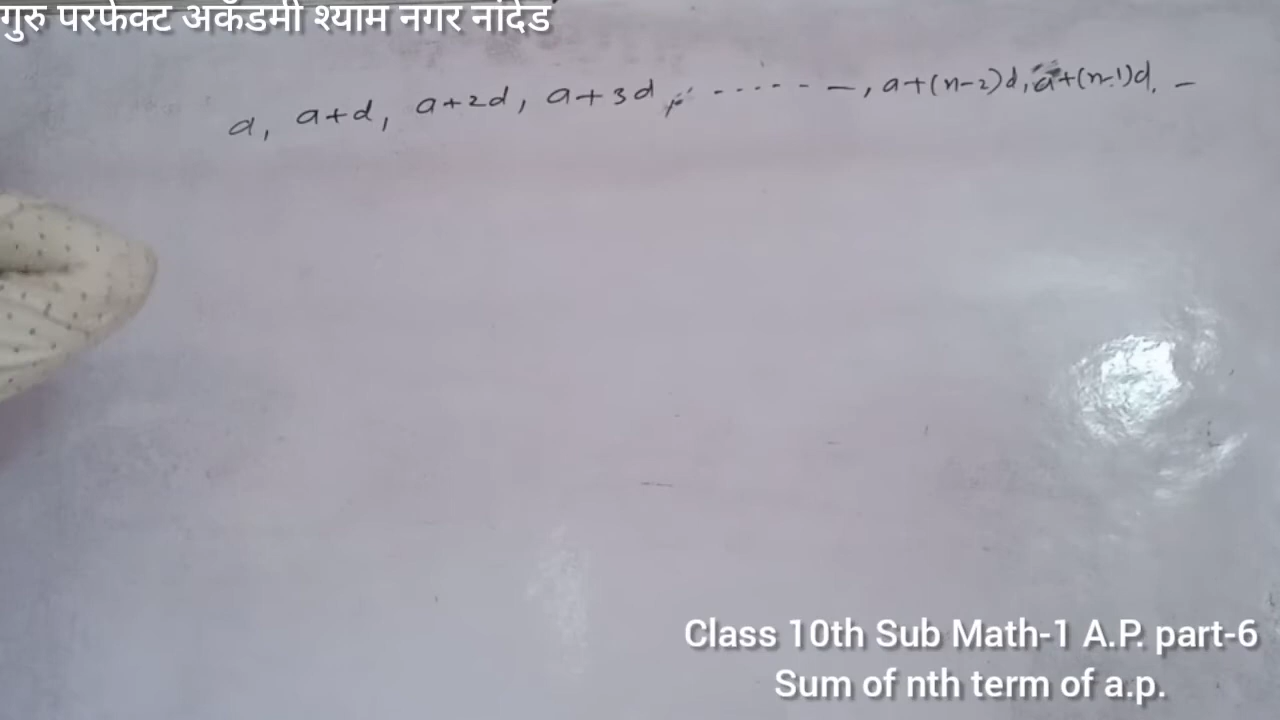 गुरु परफेक्ट अकॅडमी श्याम नगर नांदेड
a, a+d, a+2d, a+3d, ------ —, a+(n-2)d, a+(n-1)d, —
Class 10th Sub Math-1 A.P. part-6
Sum of nth term of a.p.